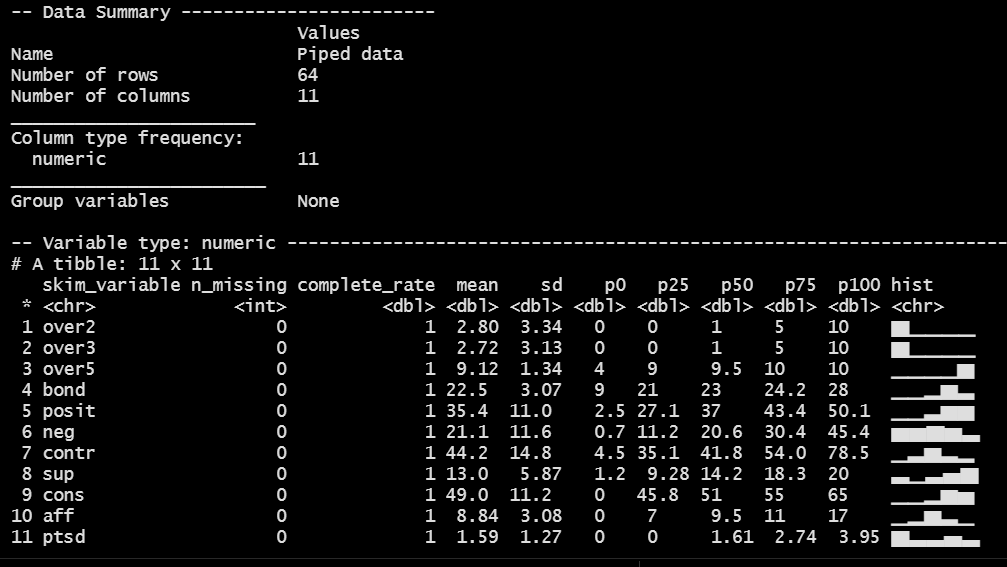 -- Data Summary ------------------------
                           Values
Name                       Piped data
Number of rows             64
Number of columns          11
_______________________
Column type frequency:
  numeric                  11
________________________
Group variables            None

-- Variable type: numeric --------------------------------------------------------------------
# A tibble: 11 x 11
   skim_variable n_missing complete_rate  mean    sd    p0   p25   p50   p75  p100 hist
 * <chr>             <int>         <dbl> <dbl> <dbl> <dbl> <dbl> <dbl> <dbl> <dbl> <chr>
 1 over2                 0             1  2.80  3.34   0    0     1     5    10    ▇▇▁▁▁▁▁▁
 2 over3                 0             1  2.72  3.13   0    0     1     5    10    ▇▇▁▁▁▁▁▁
 3 over5                 0             1  9.12  1.34   4    9     9.5  10    10    ▁▁▁▁▁▁▇▇
 4 bond                  0             1 22.5   3.07   9   21    23    24.2  28    ▁▁▁▂▂▇▇▂
 5 posit                 0             1 35.4  11.0    2.5 27.1  37    43.4  50.1  ▁▁▁▂▂▇▇▇
 6 neg                   0             1 21.1  11.6    0.7 11.2  20.6  30.4  45.4  ▇▇▇▇▇▇▂▂
 7 contr                 0             1 44.2  14.8    4.5 35.1  41.8  54.0  78.5  ▁▂▂▇▇▂▂▁
 8 sup                   0             1 13.0   5.87   1.2  9.28 14.2  18.3  20    ▂▂▁▂▂▇▇▇
 9 cons                  0             1 49.0  11.2    0   45.8  51    55    65    ▁▁▁▂▂▇▇▇
10 aff                   0             1  8.84  3.08   0    7     9.5  11    17    ▁▂▂▇▇▂▂▁
11 ptsd                  0             1  1.59  1.27   0    0     1.61  2.74  3.95 ▇▇▂▂▂▂▂▂